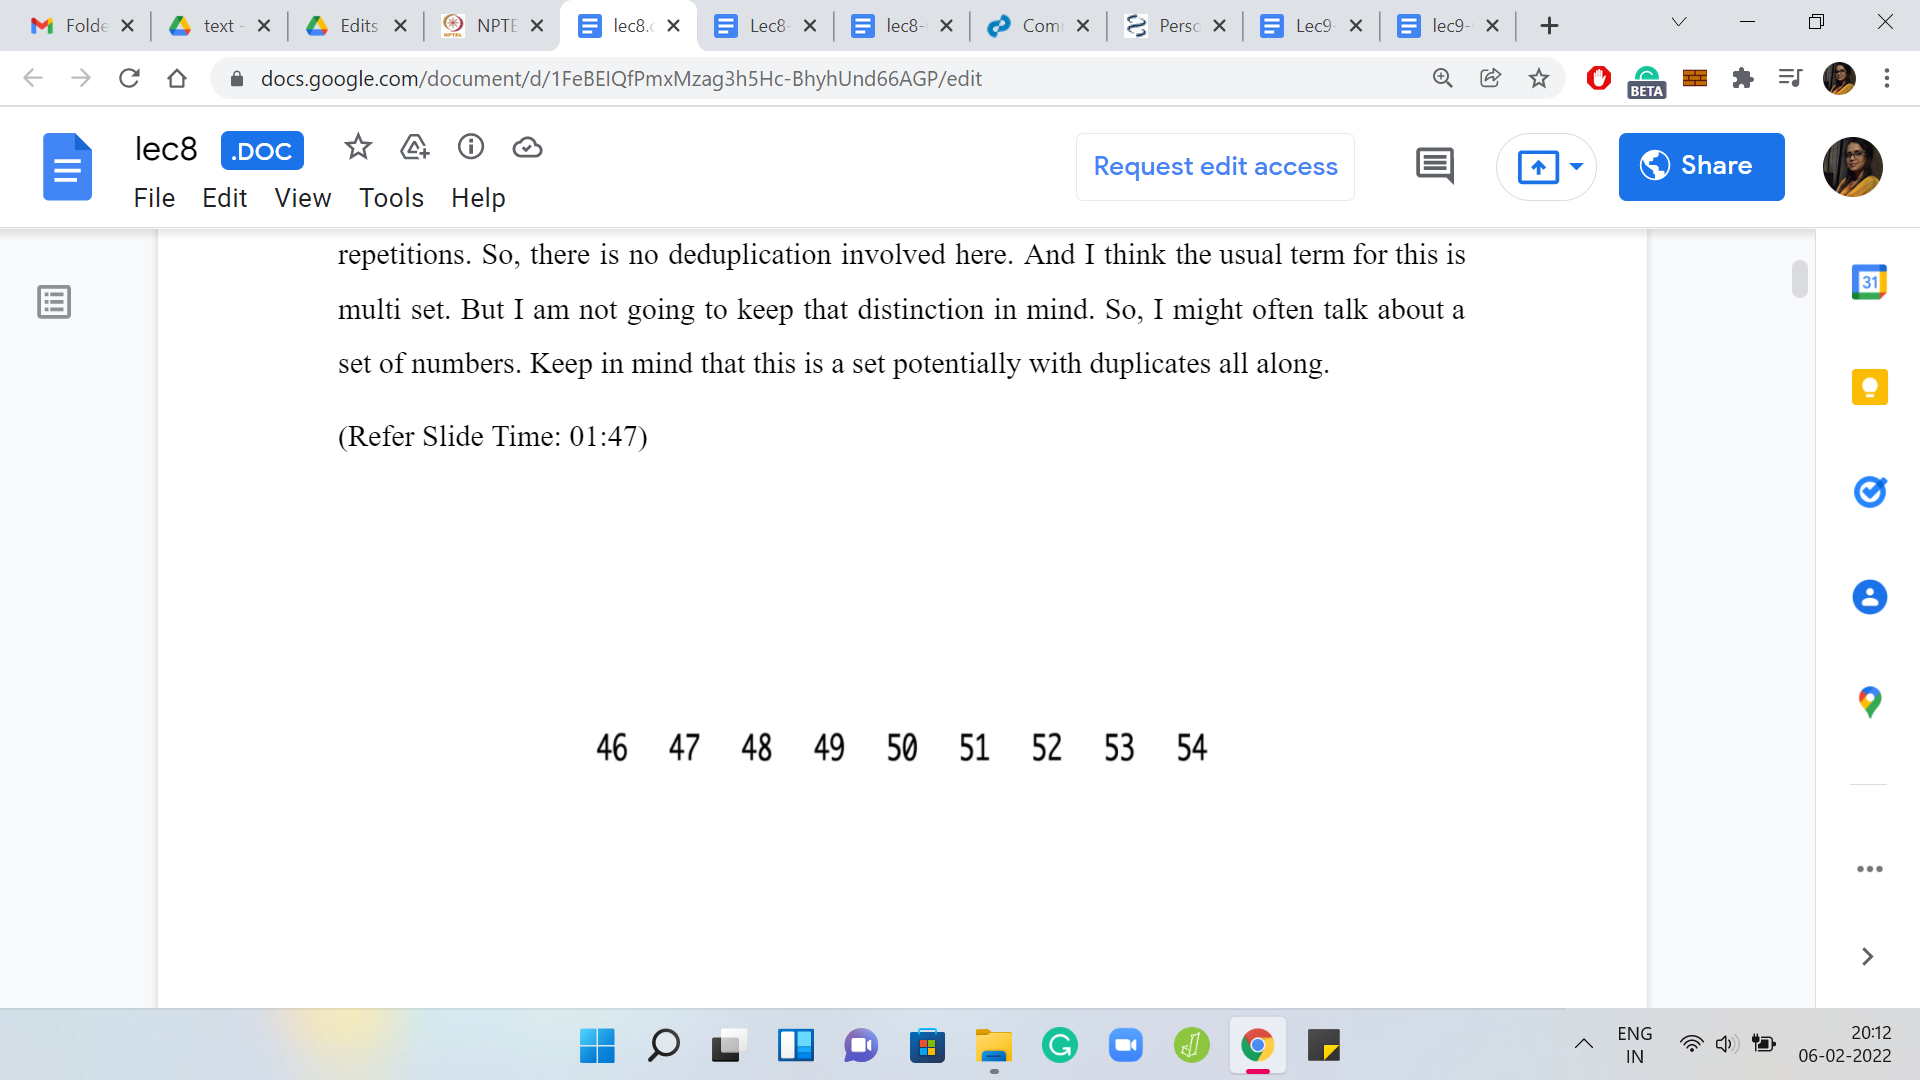 Folde text - Edits NPTE lec8.c Lec8- lec8- Com Perso Lec9- lec9-
docs.google.com/document/d/1FeBEIQfPmxMzag3h5Hc-BhyhUnd66AGP/edit
BETA
lec8 .DOC
File Edit View Tools Help
Request edit access
Share
repetitions. So, there is no deduplication involved here. And I think the usual term for this is
multi set. But I am not going to keep that distinction in mind. So, I might often talk about a
set of numbers. Keep in mind that this is a set potentially with duplicates all along.
(Refer Slide Time: 01:47)
46 47 48 49 50 51 52 53 54
31
ENG
IN
20:12
06-02-2022